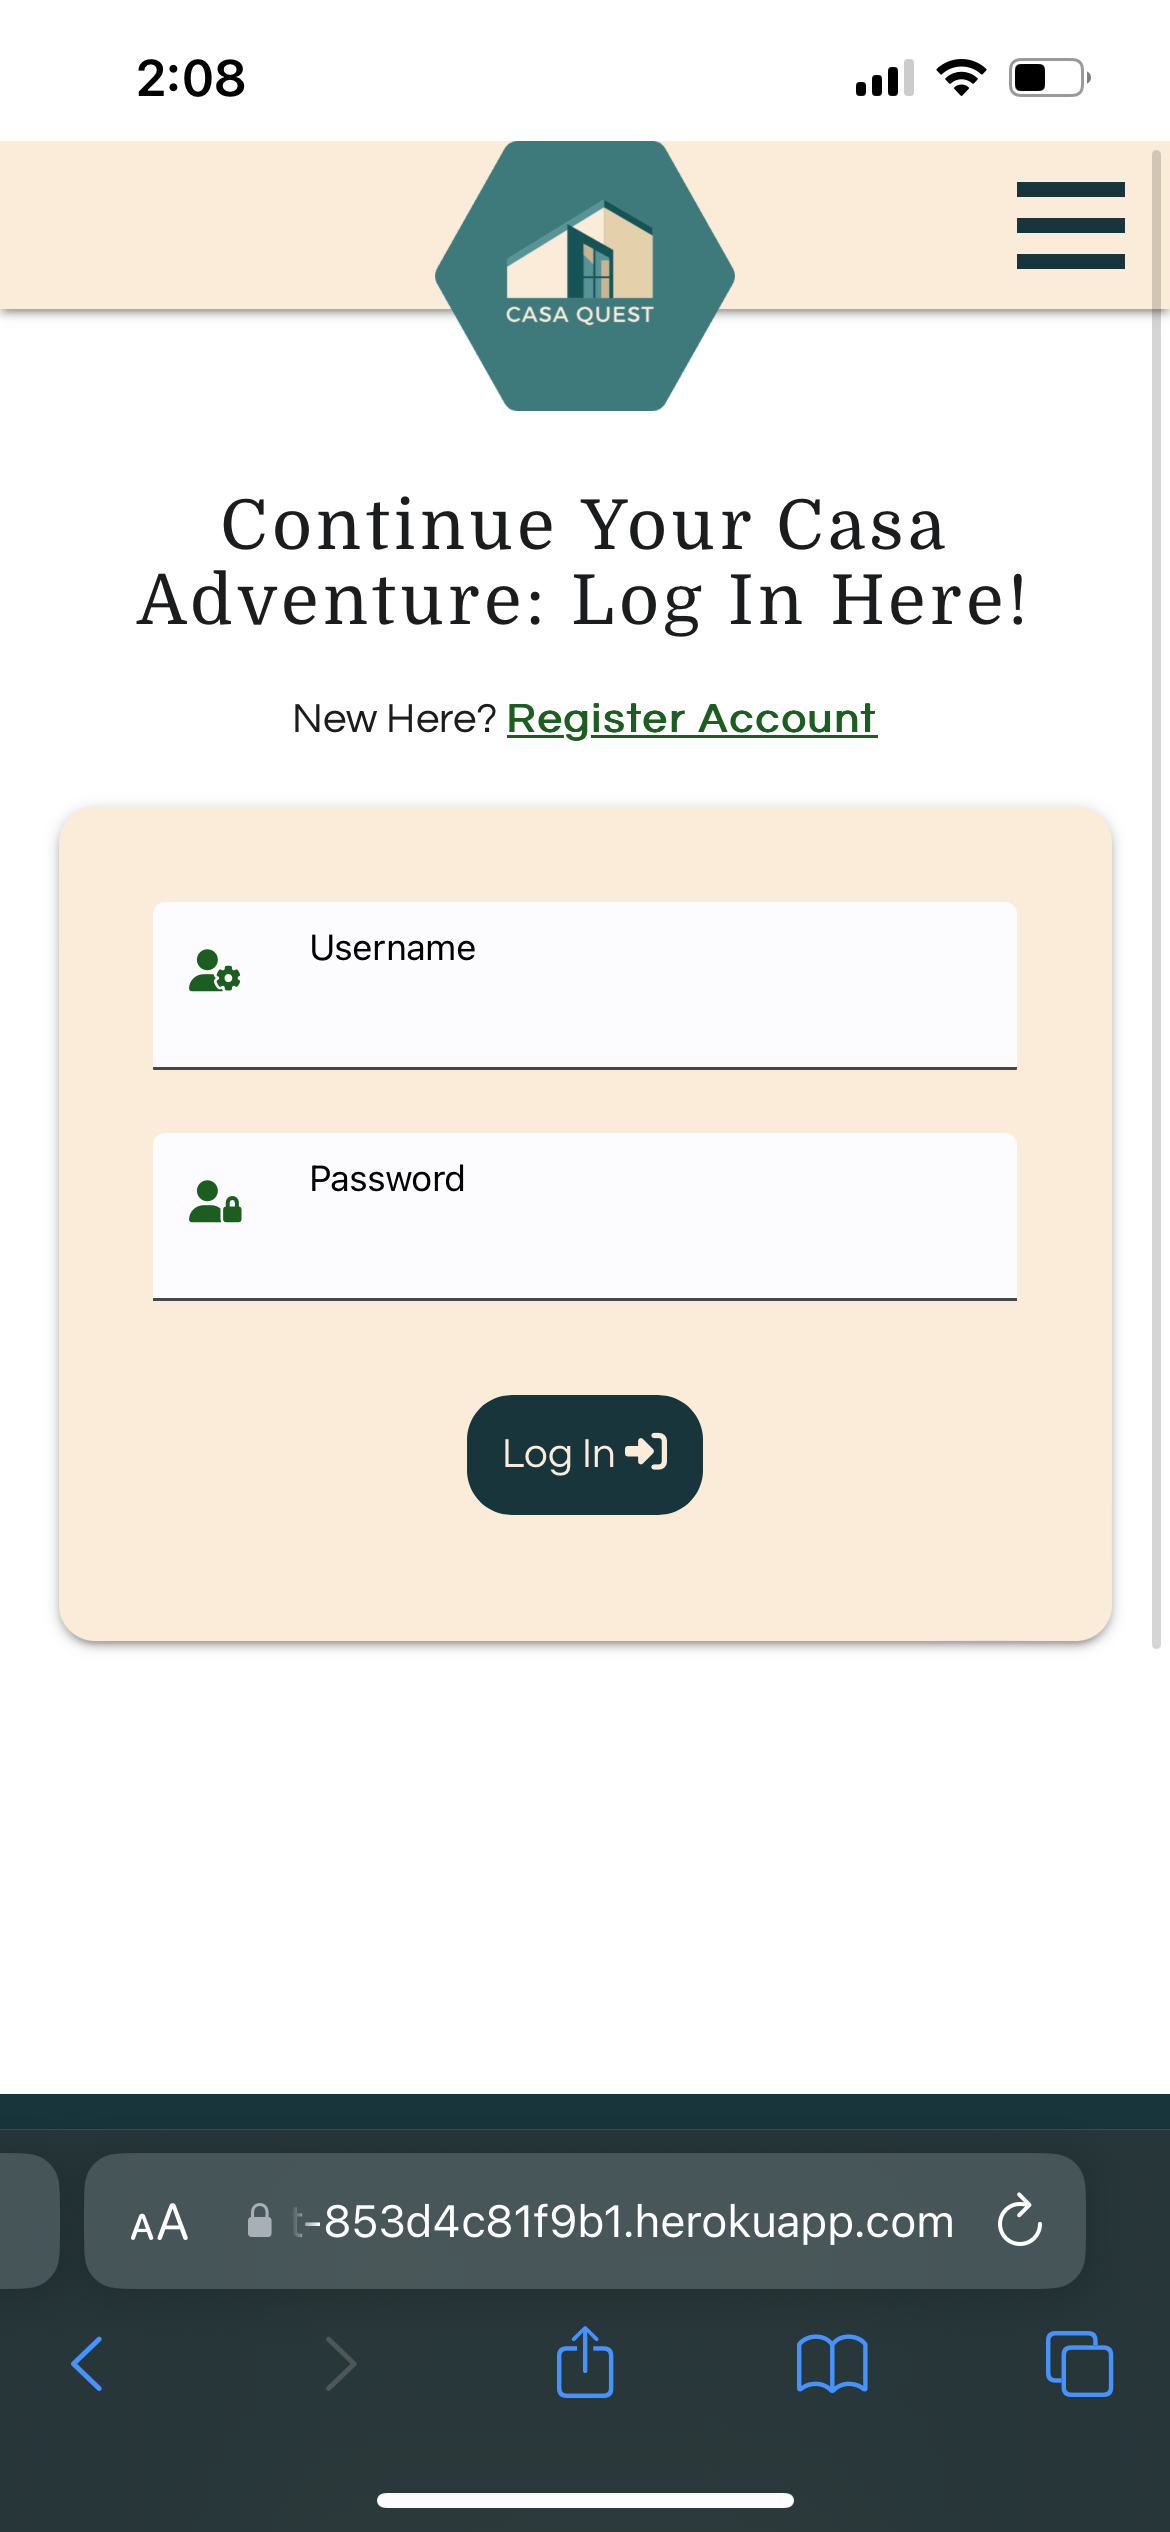 2:08
CASA QUEST
Continue Your Casa
Adventure: Log In Here!
New Here? Register Account
Username
Password
Log In
AA
t-853d4c81f9b1.herokuapp.com